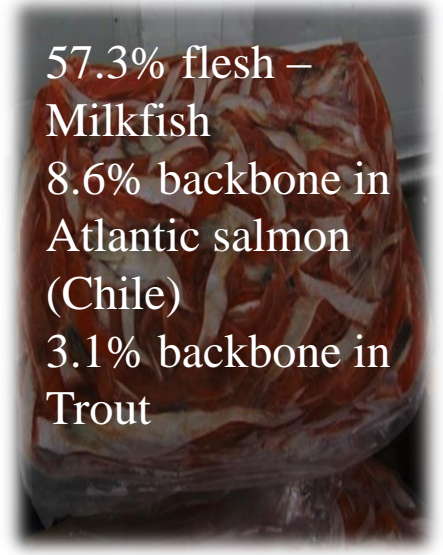 57.3% flesh –
Milkfish
8.6% backbone in
Atlantic salmon
(Chile)
3.1% backbone in
Trout